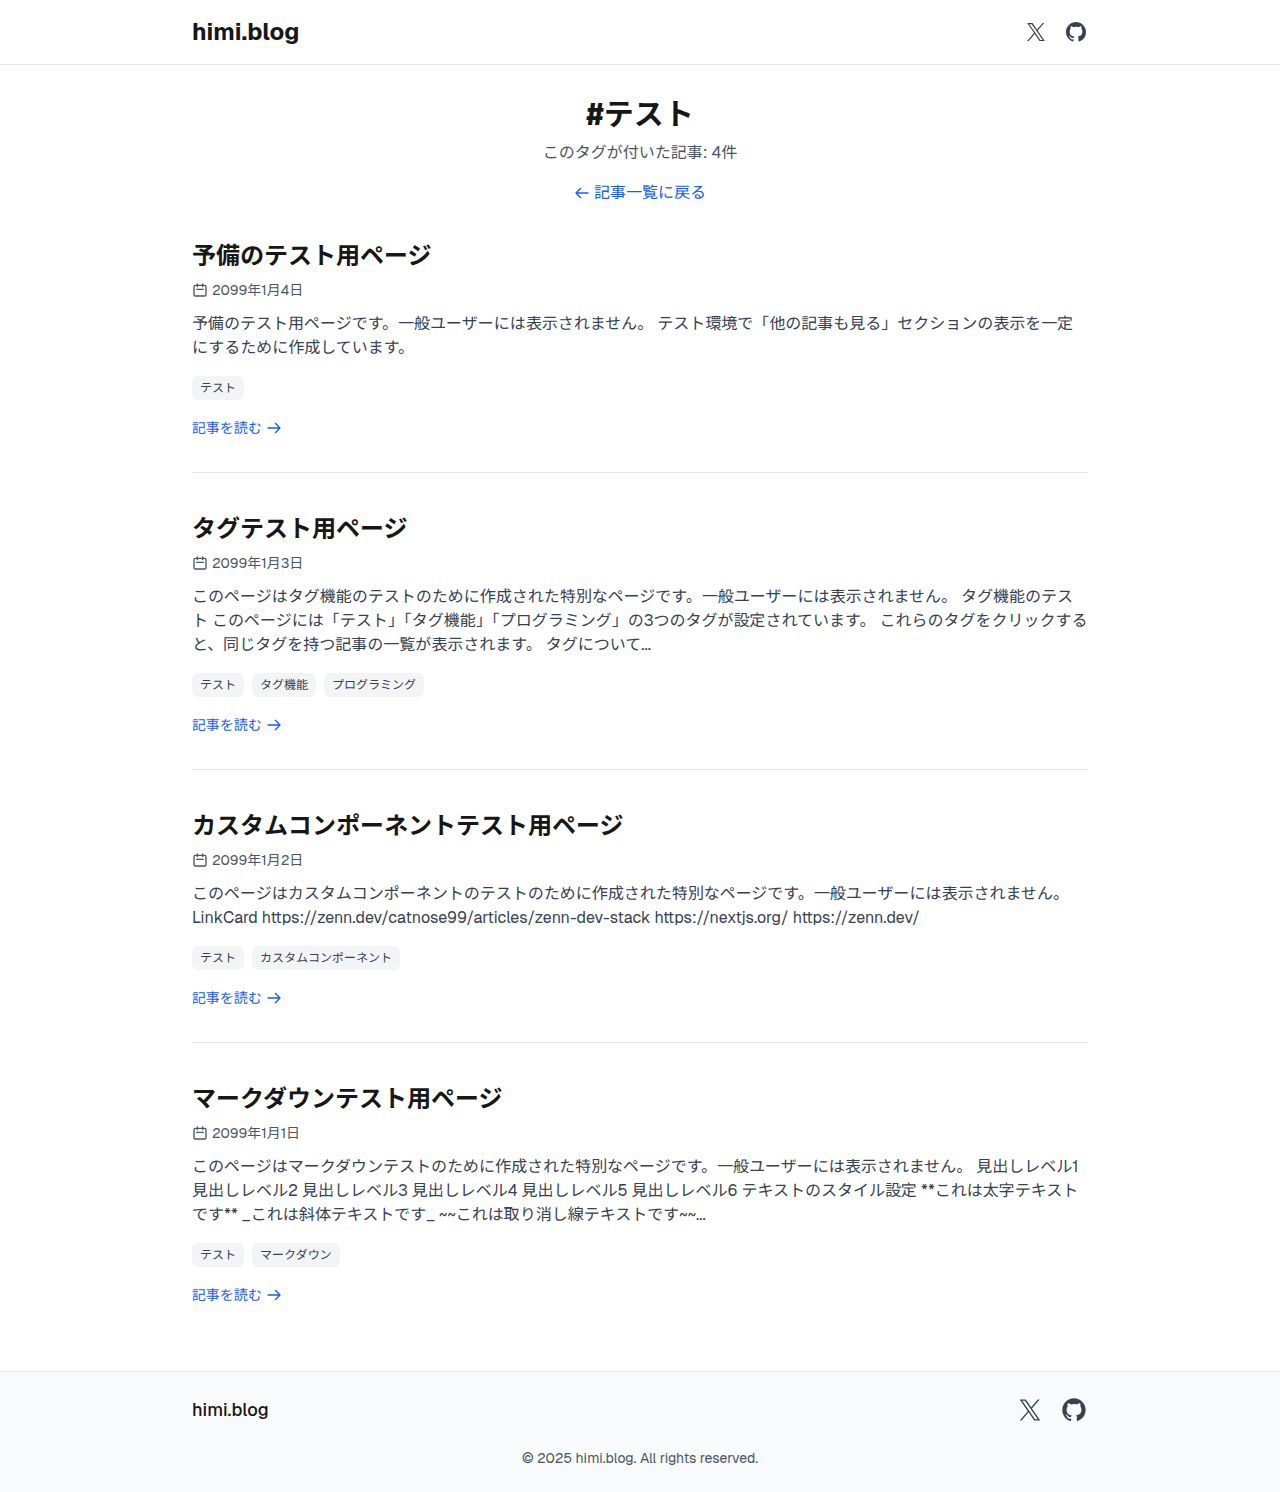 himi.blog
#テスト
このタグが付いた記事: 4件
← 記事一覧に戻る
予備のテスト用ページ
2099年1月4日
予備のテスト用ページです。一般ユーザーには表示されません。 テスト環境で「他の記事も見る」セクションの表示を一定
にするために作成しています。
テスト
記事を読む →
タグテスト用ページ
2099年1月3日
このページはタグ機能のテストのために作成された特別なページです。一般ユーザーには表示されません。 タグ機能のテス
ト このページには「テスト」「タグ機能」「プログラミング」の3つのタグが設定されています。 これらのタグをクリックする
と、同じタグを持つ記事の一覧が表示されます。 タグについて...
テスト タグ機能 プログラミング
記事を読む →
カスタムコンポーネントテスト用ページ
2099年1月2日
このページはカスタムコンポーネントのテストのために作成された特別なページです。一般ユーザーには表示されません。
LinkCard https://zenn.dev/catnose99/articles/zenn-dev-stack https://nextjs.org/ https://zenn.dev/
テスト カスタムコンポーネント
記事を読む →
マークダウンテスト用ページ
2099年1月1日
このページはマークダウンテストのために作成された特別なページです。一般ユーザーには表示されません。 見出しレベル1
見出しレベル2 見出しレベル3 見出しレベル4 見出しレベル5 見出しレベル6 テキストのスタイル設定 **これは太字テキスト
です** _これは斜体テキストです_ ~~これは取り消し線テキストです~~...
テスト マークダウン
記事を読む →
himi.blog
© 2025 himi.blog. All rights reserved.